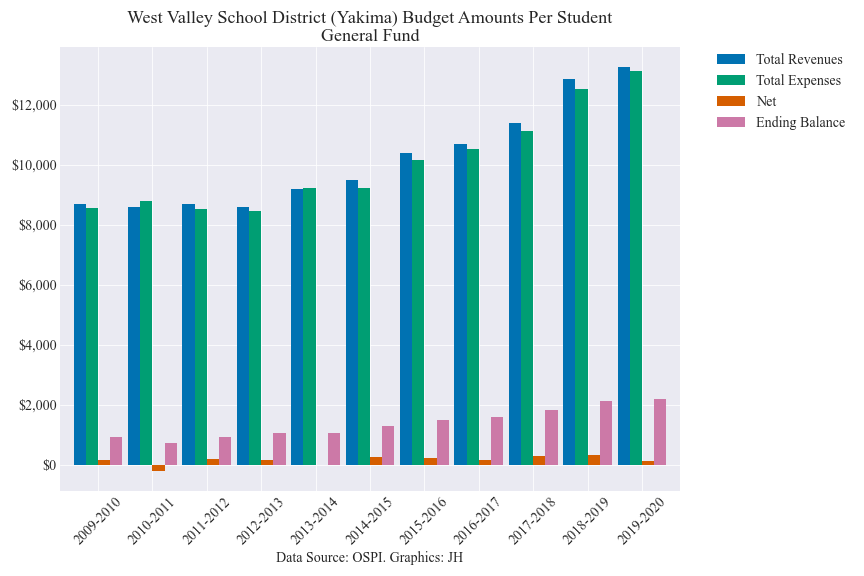 West Valley School District (Yakima) Budget Amounts Per Student
General Fund
Total Revenues
Total Expenses
Net
Ending Balance
$12,000
$10,000
$8,000
$6,000
$4,000
$2,000
$0
2009-2010
2010-2011
2011-2012
2012-2013
2013-2014
2014-2015
2015-2016
2016-2017
2017-2018
2018-2019
2019-2020
Data Source: OSPI. Graphics: JH